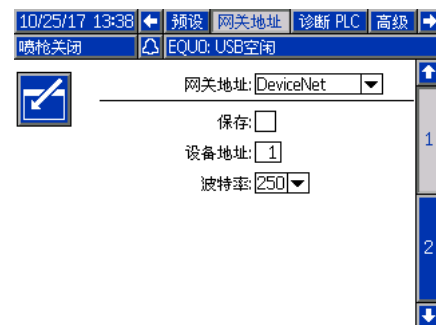 10/25/17 13:38 预设 网关地址 诊断 PLC 高级
喷枪关闭 EQU0: USB空闲
网关地址: DeviceNet
保存:
设备地址: 1
波特率: 250
1
2